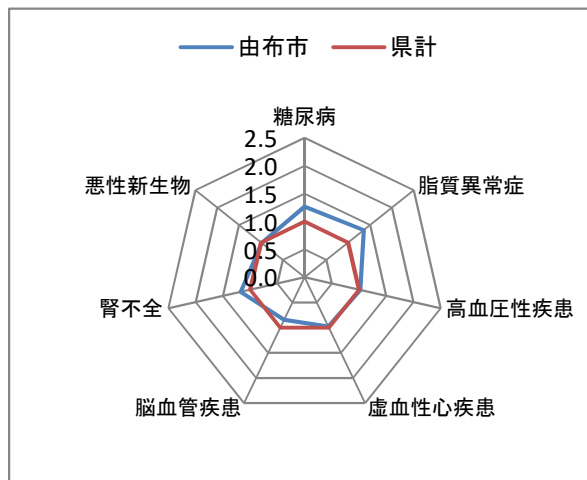 由布市 県計
糖尿病
2.5
2.0
1.5
1.0
0.5
0.0
脂質異常症
高血圧性疾患
虚血性心疾患
脳血管疾患
腎不全
悪性新生物